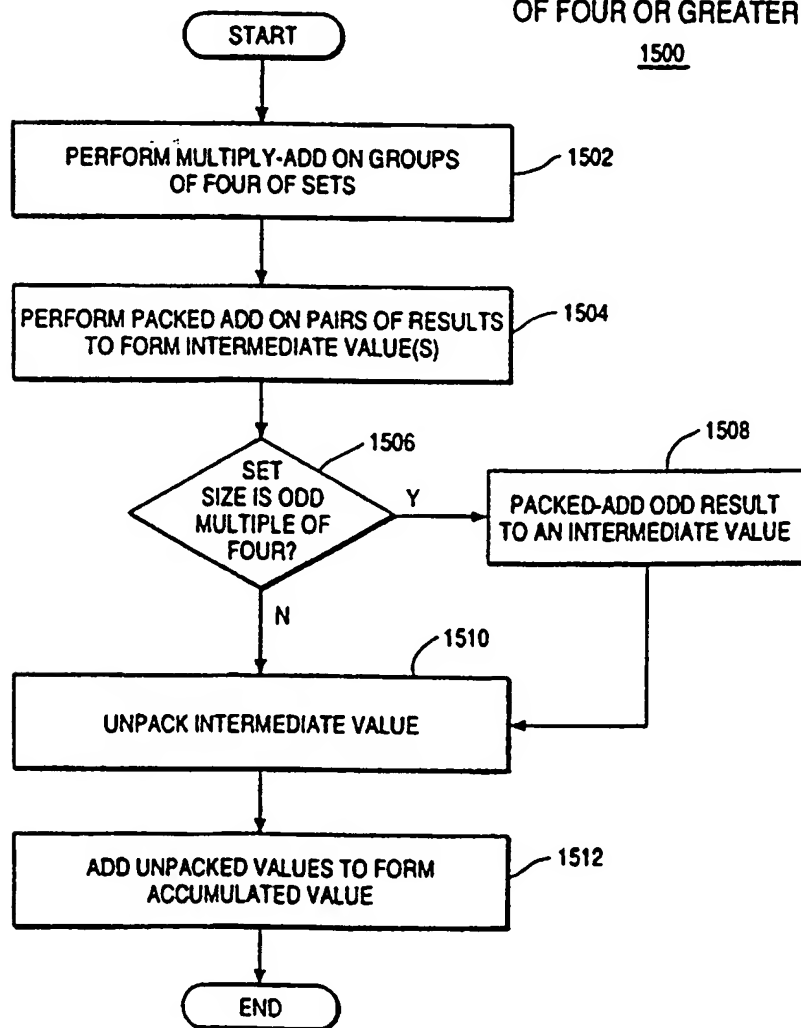 OF FOUR OR GREATER
1500
START
PERFORM MULTIPLY-ADD ON GROUPS
OF FOUR OF SETS
1502
PERFORM PACKED ADD ON PAIRS OF RESULTS
TO FORM INTERMEDIATE VALUE(S)
1504
1506
SET
SIZE IS ODD
MULTIPLE OF
FOUR?
Y
N
1508
PACKED-ADD ODD RESULT
TO AN INTERMEDIATE VALUE
1510
UNPACK INTERMEDIATE VALUE
ADD UNPACKED VALUES TO FORM
ACCUMULATED VALUE
1512
END